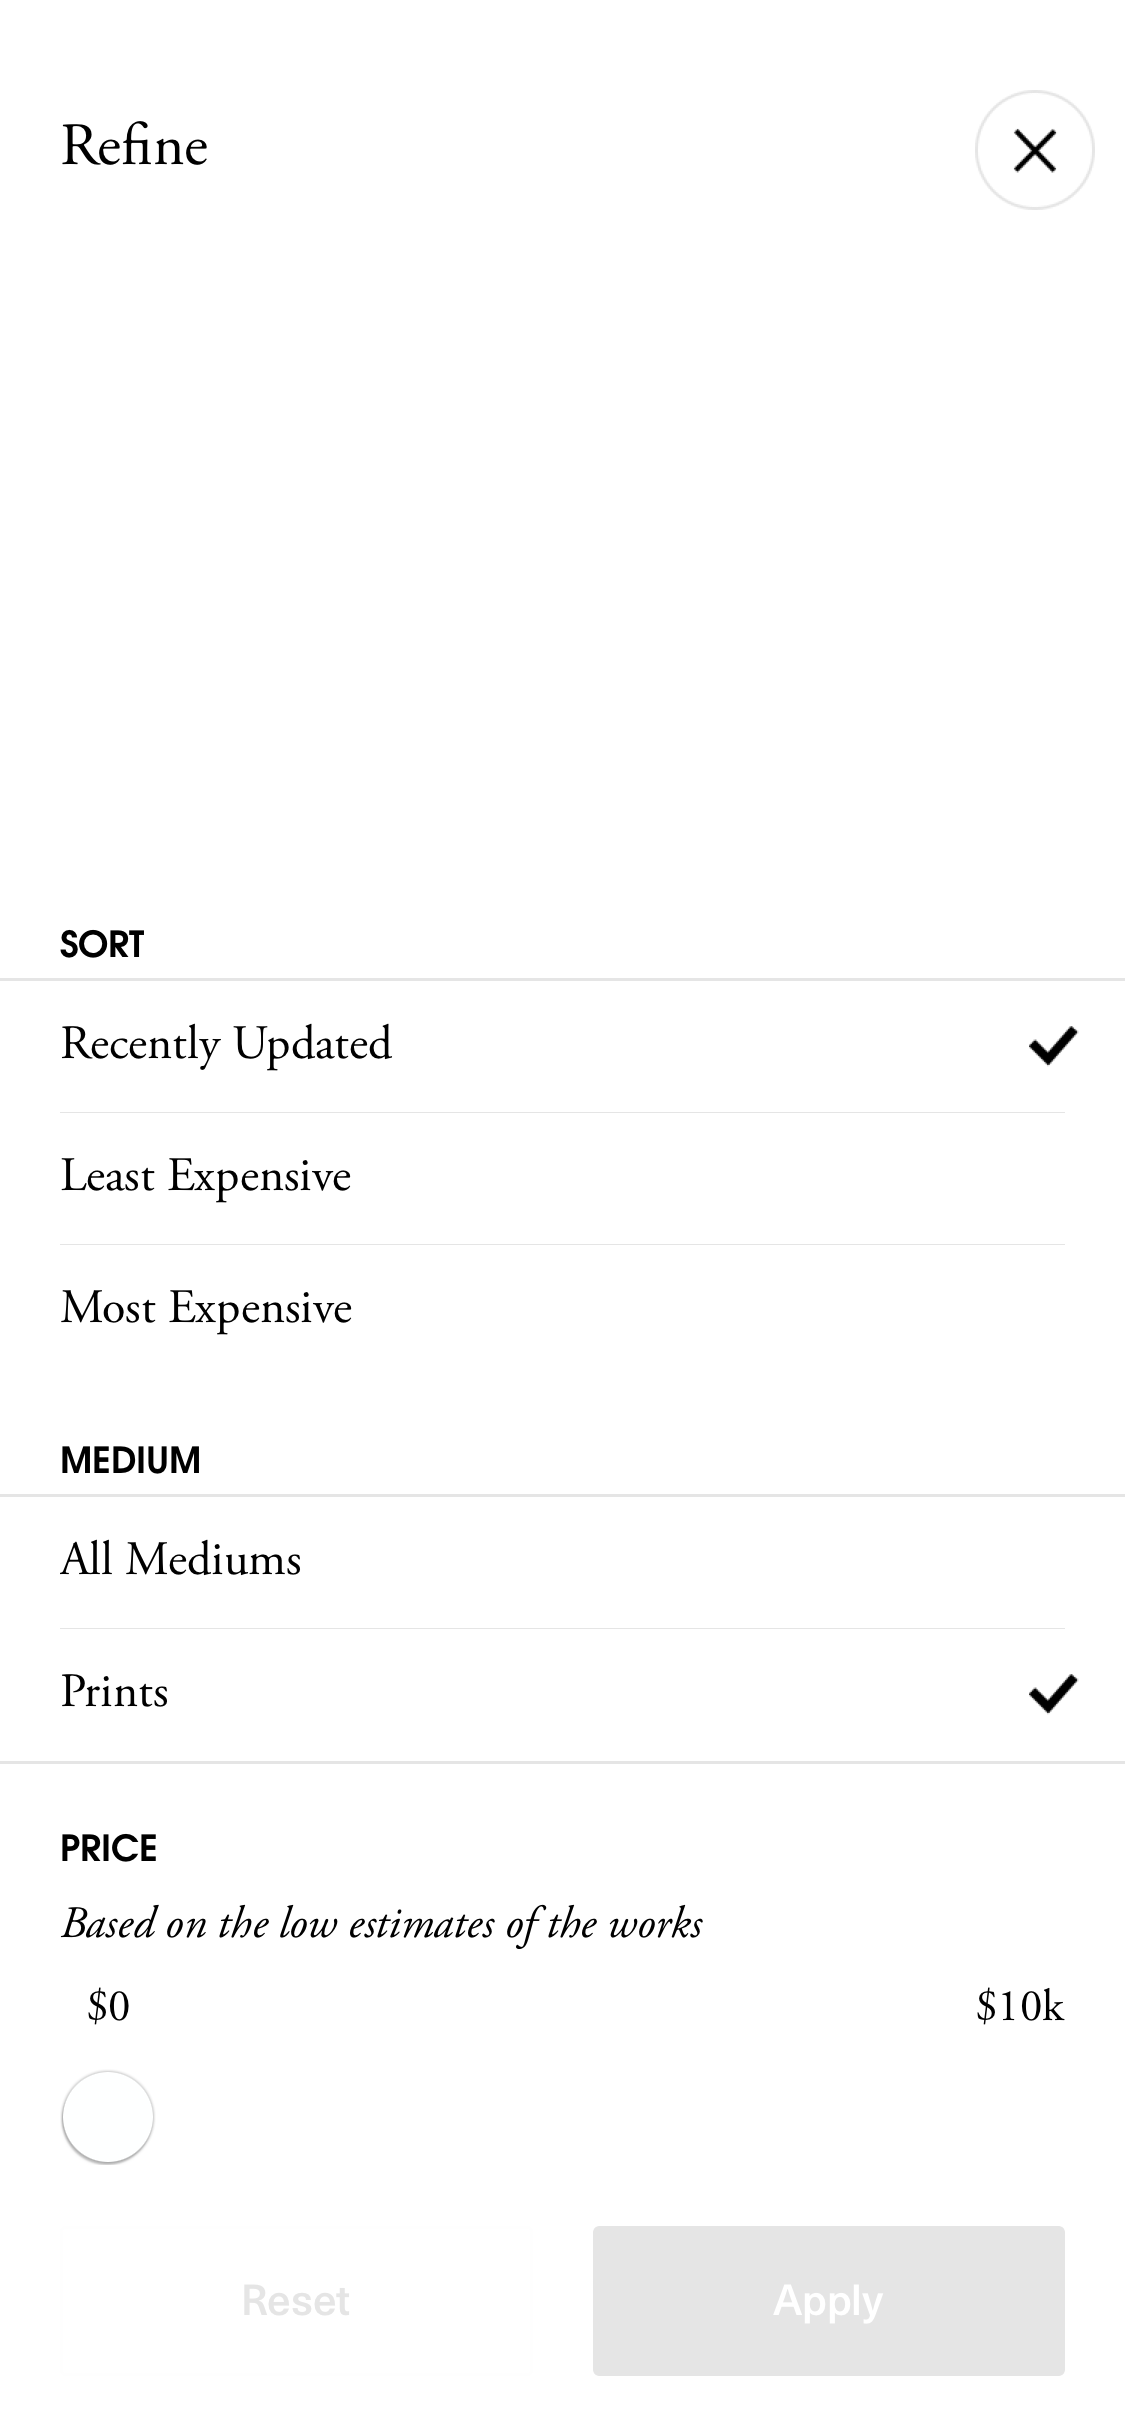 Refine
SORT
Recently Updated
Least Expensive
Most Expensive
MEDIUM
All Mediums
Prints
PRICE
Based on the low estimates of the works
$0 $10k
Reset Apply